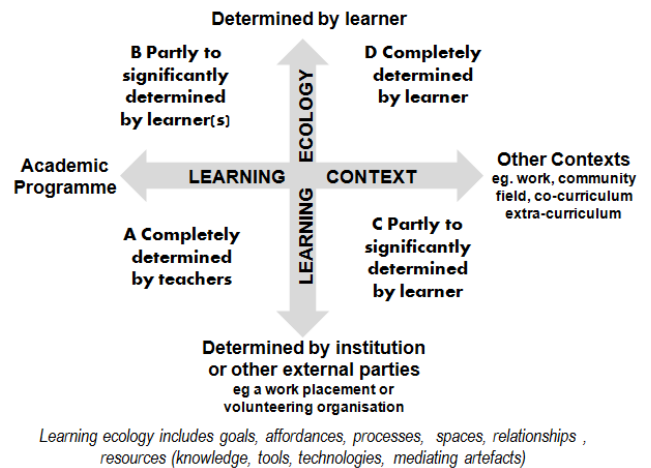 Determined by learner
B Partly to
significantly
determined
by learner(s)
D Completely
determined
by learner
ECOLOGY
Academic
Programme
LEARNING CONTEXT
Other Contexts
eg. work, community
field, co-curriculum
extra-curriculum
LEARNING
A Completely
determined
by teachers
C Partly to
significantly
determined
by learner
Determined by institution
or other external parties
eg a work placement or
volunteering organisation
Learning ecology includes goals, affordances, processes, spaces, relationships ,
resources (knowledge, tools, technologies, mediating artefacts)